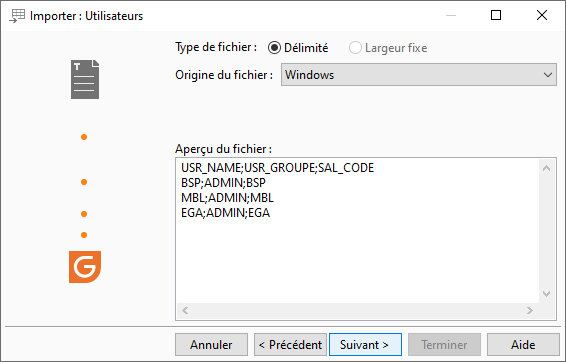 Importer : Utilisateurs
Type de fichier : Délimité Largeur fixe
T
Origine du fichier : Windows
Aperçu du fichier :
USR_NAME;USR_GROUPE;SAL_CODE
BSP;ADMIN;BSP
MBL;ADMIN;MBL
EGA;ADMIN;EGA
G
Annuler < Précédent Suivant > Terminer Aide